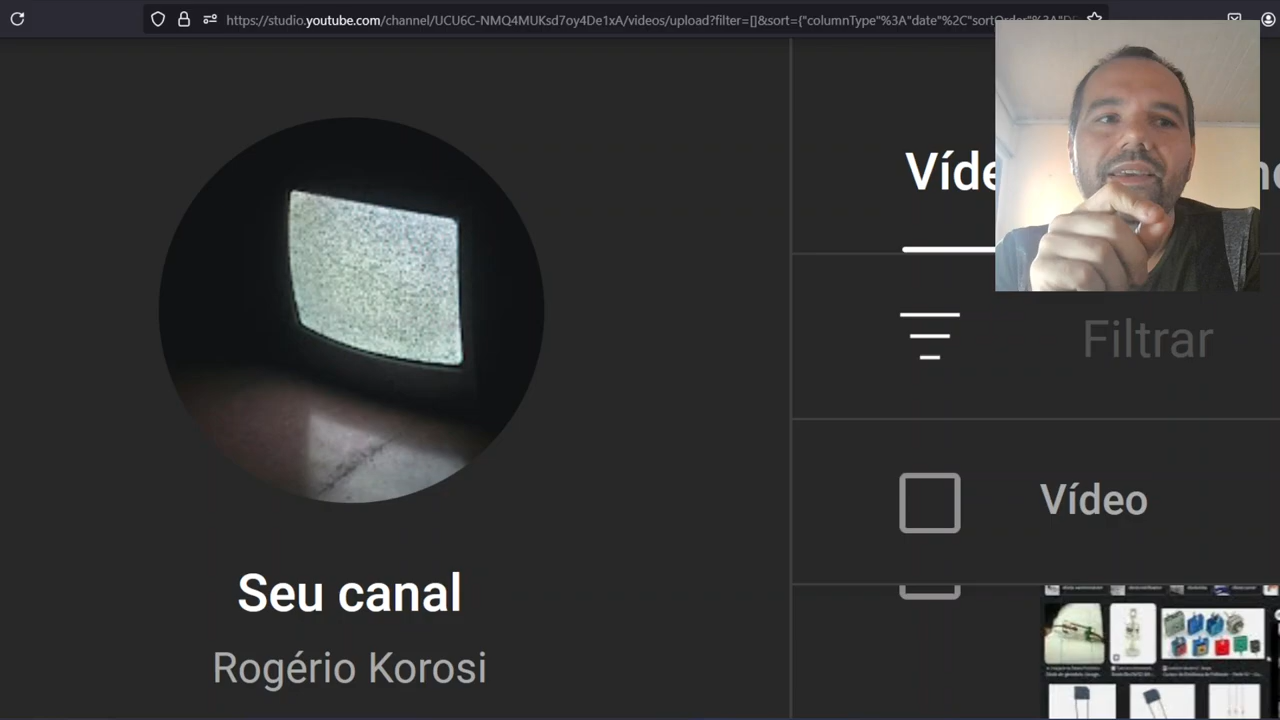 https://studio.youtube.com/channel/UCU6C-NMQ4MUKsd7oy4De1xA/videos/upload?filter=[]&sort={"columnType"%3A"date"%2C"sortOrder"%3A"D
Víde
Filtrar
Vídeo
Seu canal
Rogério Korosi